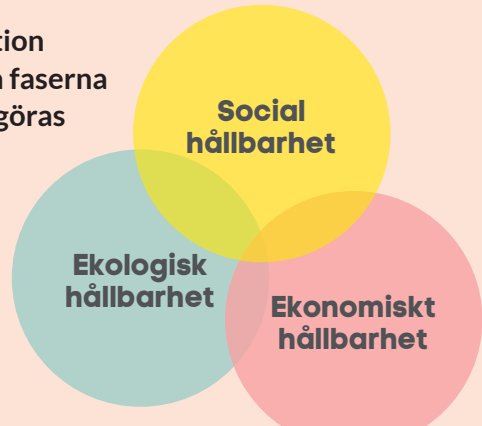 tion
faserna
göras
Social
hållbarhet
Ekologisk
hållbarhet
Ekonomiskt
hållbarhet